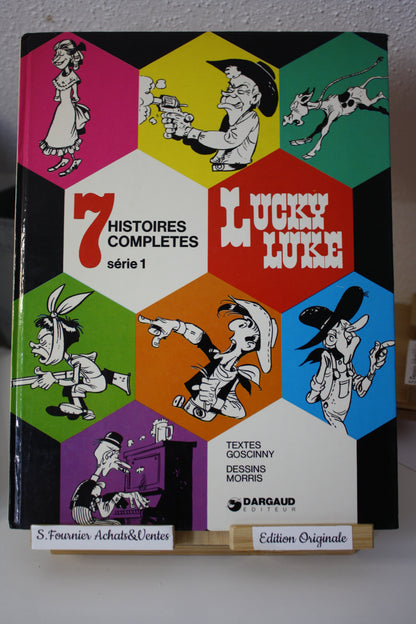 7 HISTOIRES
COMPLETES
série 1
LUCKY
LUKE
TEXTES
GOSCINNY
DESSINS
MORRIS
DARGAUD
EDITEUR
S.Fournier Achats&Ventes
Edition Originale